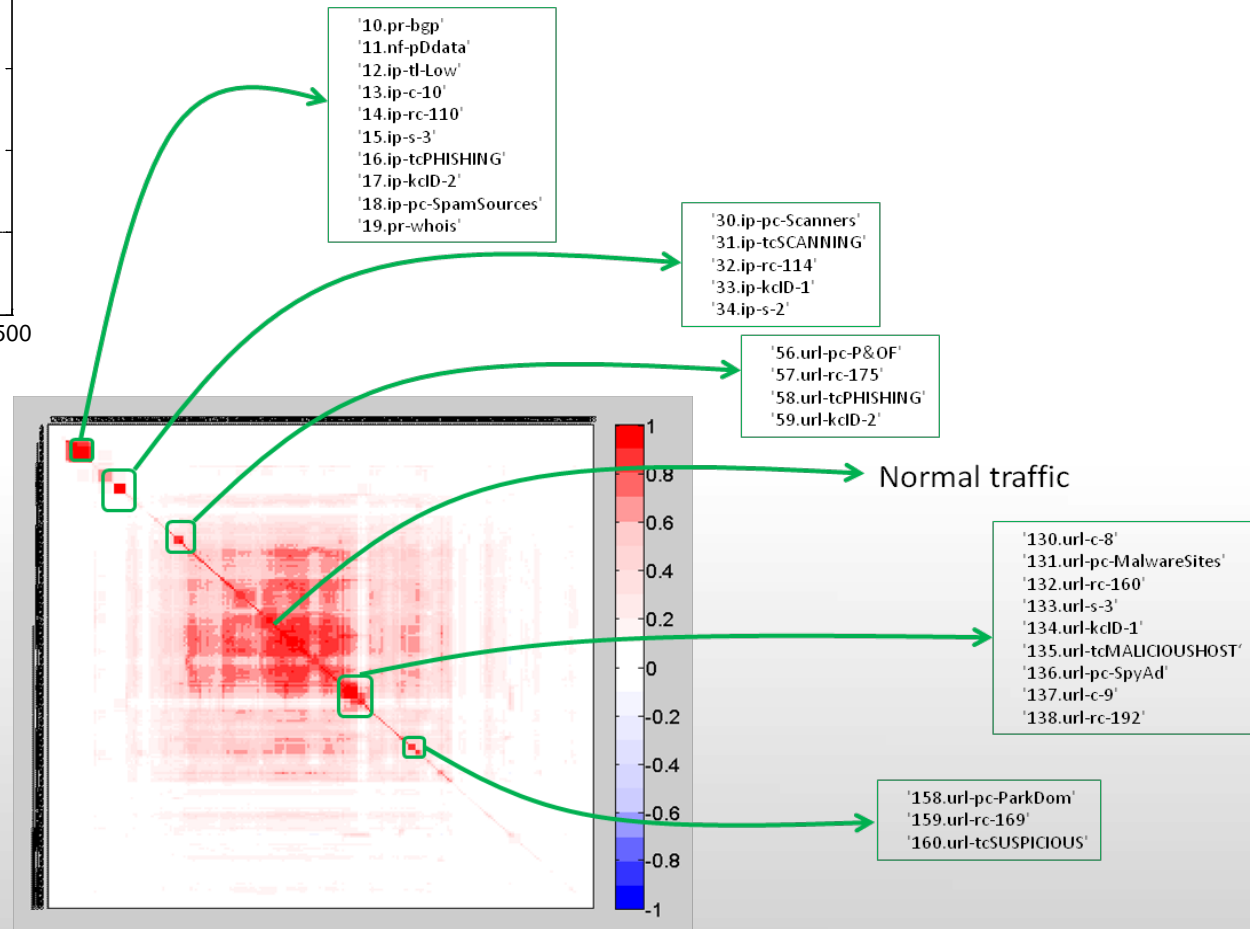 '10.pr-bgp'
'11.nf-pDdata'
'12.ip-tl-Low'
'13.ip-c-10'
'14.ip-rc-110'
'15.ip-s-3'
'16.ip-tcPHISHING'
'17.ip-kcID-2'
'18.ip-pc-SpamSources'
'19.pr-whois'
'30.ip-pc-Scanners'
'31.ip-tcSCANNING'
'32.ip-rc-114'
'33.ip-kcID-1'
'34.ip-s-2'
500
'56.url-pc-P&OF'
'57.url-rc-175'
'58.url-tcPHISHING'
'59.url-kcID-2'
1
0.8
0.6
0.4
0.2
0
-0.2
-0.4
-0.6
-0.8
-1
Normal traffic
'130.url-c-8'
'131.url-pc-MalwareSites'
'132.url-rc-160'
'133.url-s-3'
'134.url-kcID-1'
'135.url-tcMALICIOUSHOST'
'136.url-pc-SpyAd'
'137.url-c-9'
'138.url-rc-192'
'158.url-pc-ParkDom'
'159.url-rc-169'
'160.url-tcSUSPICIOUS'